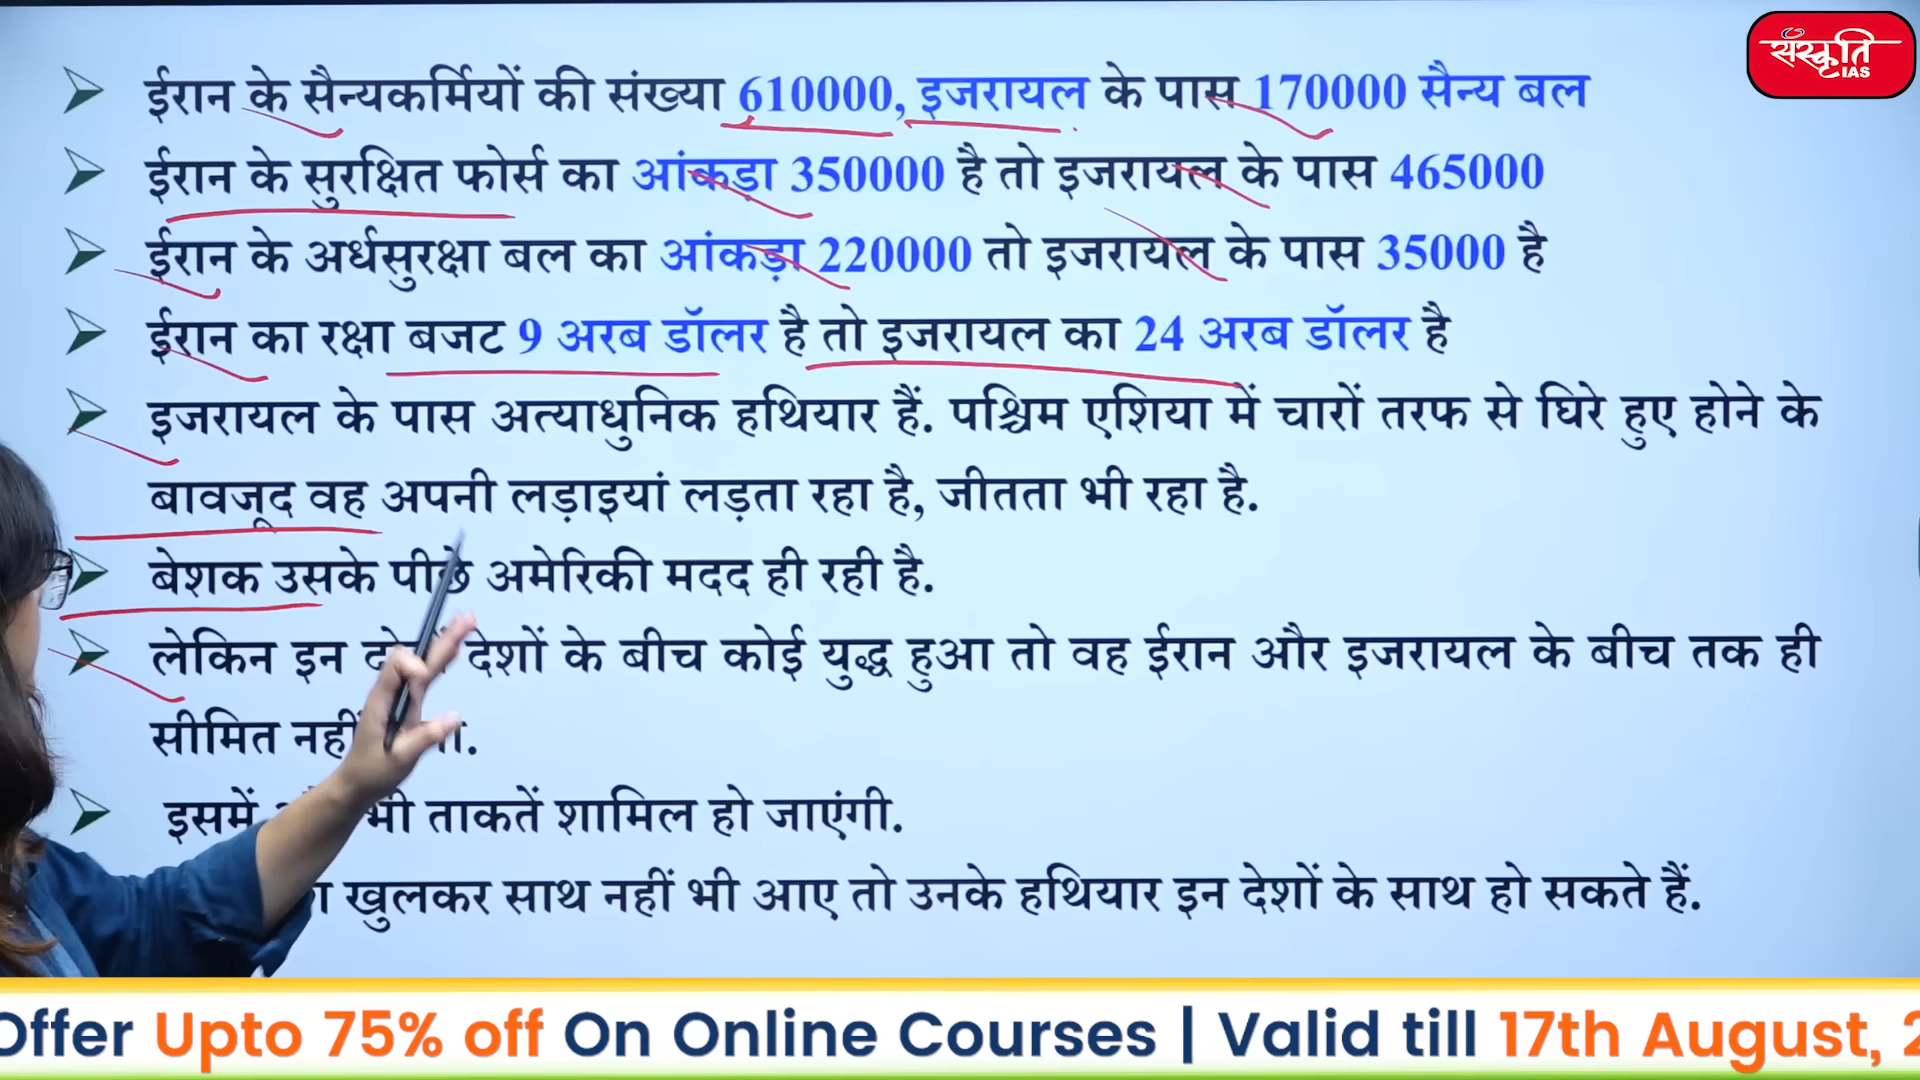 संस्कृति
IAS
ईरान के सैन्यकर्मियों की संख्या 610000, इजरायल के पास 170000 सैन्य बल
ईरान के सुरक्षित फोर्स का आंकड़ा 350000 है तो इजरायल के पास 465000
ईरान के अर्धसुरक्षा बल का आंकड़ा 220000 तो इजरायल के पास 35000 है
ईरान का रक्षा बजट 9 अरब डॉलर है तो इजरायल का 24 अरब डॉलर है
इजरायल के पास अत्याधुनिक हथियार हैं. पश्चिम एशिया में चारों तरफ से घिरे हुए होने के
बावजूद वह अपनी लड़ाइयां लड़ता रहा है, जीतता भी रहा है.
बेशक उसके पीछे अमेरिकी मदद ही रही है.
लेकिन इन देशों के बीच कोई युद्ध हुआ तो वह ईरान और इजरायल के बीच तक ही
सीमित नहीं
इसमें भी ताकतें शामिल हो जाएंगी.
खुलकर साथ नहीं भी आए तो उनके हथियार इन देशों के साथ हो सकते हैं.
Offer Upto 75% off On Online Courses | Valid till 17th August,